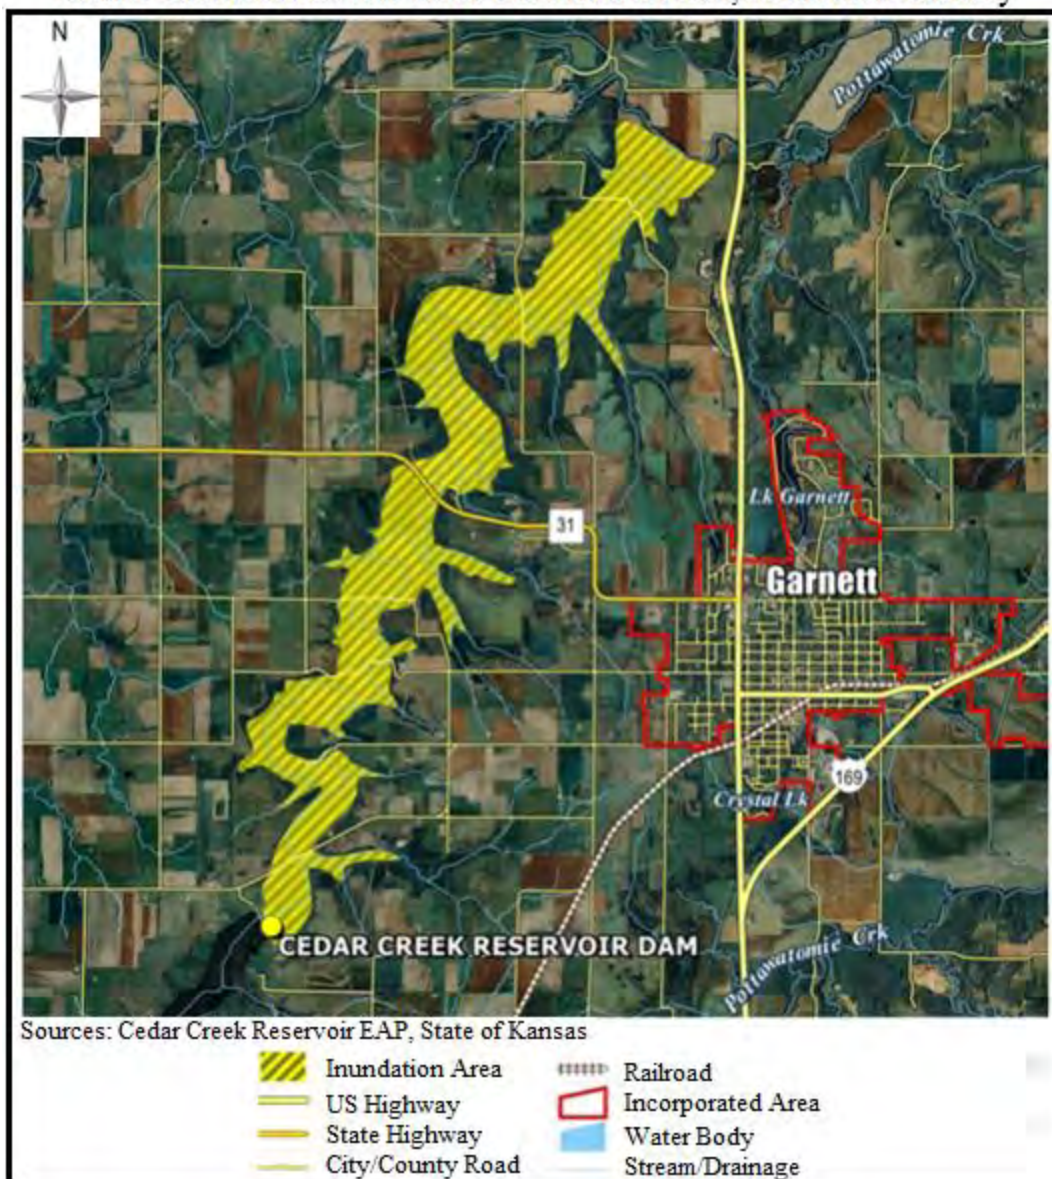 N
Pottawatomie Crk
Lk Garnett
31
Garnett
169
Crystal Lk
Pottawatomie Crk
CEDAR CREEK RESERVOIR DAM
Sources: Cedar Creek Reservoir EAP, State of Kansas
Inundation Area
US Highway
State Highway
City/County Road
Railroad
Incorporated Area
Water Body
Stream/Drainage